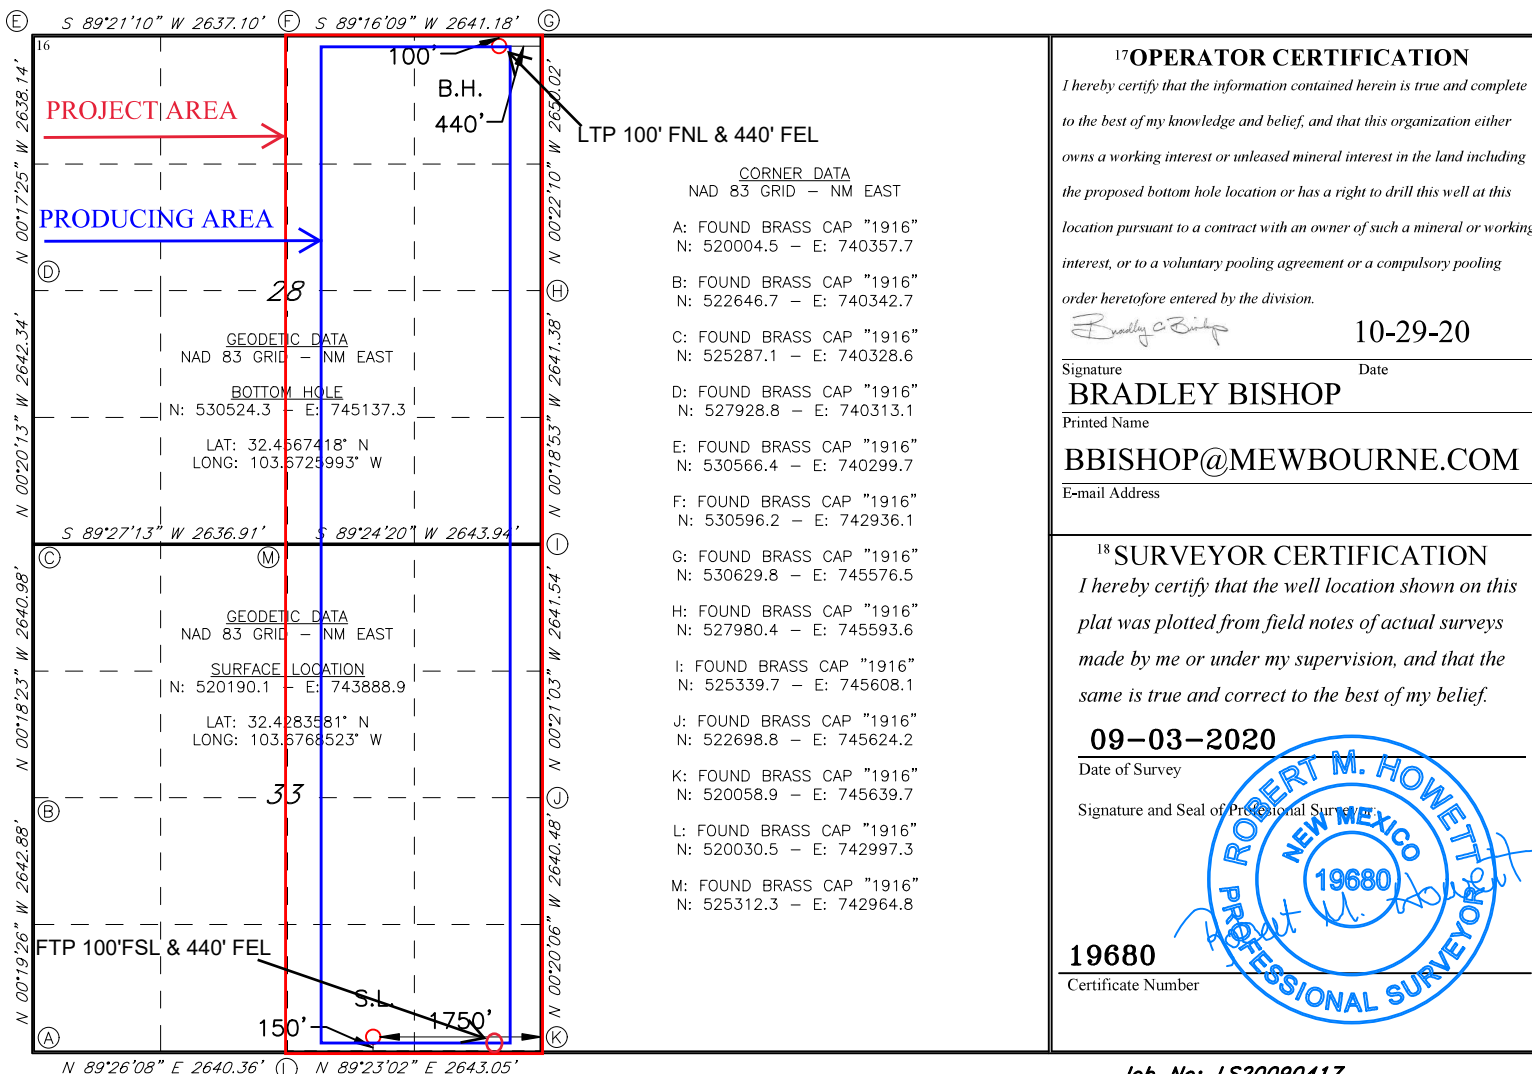 E S 89°21'10" W 2637.10' F S 89°16'09" W 2641.18' G
16
N 00°17'25" W 2638.14'
N 00°22'10" W 2650.02'
100'
B.H.
440'
PROJECT AREA
LTP 100' FNL & 440' FEL
PRODUCING AREA
D
28
H
GEODETIC DATA
NAD 83 GRID – NM EAST
BOTTOM HOLE
N: 530524.3 – E: 745137.3
LAT: 32.4567418° N
LONG: 103.6725993° W
N 00°20'13" W 2642.34'
N 00°18'53" W 2641.38'
S 89°27'13" W 2636.91' S 89°24'20" W 2643.94'
C M I
GEODETIC DATA
NAD 83 GRID – NM EAST
SURFACE LOCATION
N: 520190.1 – E: 743888.9
LAT: 32.4283581° N
LONG: 103.6768523° W
N 00°18'23" W 2640.98'
N 00°21'03" W 2641.54'
33
B J
N 00°19'26" W 2642.88'
N 00°20'06" W 2640.48'
FTP 100'FSL & 440' FEL
S.L.
150'
1750'
A K
N 89°26'08" E 2640.36' L N 89°23'02" E 2643.05'
CORNER DATA
NAD 83 GRID – NM EAST
A: FOUND BRASS CAP "1916"
N: 520004.5 – E: 740357.7
B: FOUND BRASS CAP "1916"
N: 522646.7 – E: 740342.7
C: FOUND BRASS CAP "1916"
N: 525287.1 – E: 740328.6
D: FOUND BRASS CAP "1916"
N: 527928.8 – E: 740313.1
E: FOUND BRASS CAP "1916"
N: 530566.4 – E: 740299.7
F: FOUND BRASS CAP "1916"
N: 530596.2 – E: 742936.1
G: FOUND BRASS CAP "1916"
N: 530629.8 – E: 745576.5
H: FOUND BRASS CAP "1916"
N: 527980.4 – E: 745593.6
I: FOUND BRASS CAP "1916"
N: 525339.7 – E: 745608.1
J: FOUND BRASS CAP "1916"
N: 522698.8 – E: 745624.2
K: FOUND BRASS CAP "1916"
N: 520058.9 – E: 745639.7
L: FOUND BRASS CAP "1916"
N: 520030.5 – E: 742997.3
M: FOUND BRASS CAP "1916"
N: 525312.3 – E: 742964.8
17 OPERATOR CERTIFICATION
I hereby certify that the information contained herein is true and complete
to the best of my knowledge and belief, and that this organization either
owns a working interest or unleased mineral interest in the land including
the proposed bottom hole location or has a right to drill this well at this
location pursuant to a contract with an owner of such a mineral or working
interest, or to a voluntary pooling agreement or a compulsory pooling
order heretofore entered by the division.
10-29-20
Signature Date
BRADLEY BISHOP
Printed Name
BBISHOP@MEWBOURNE.COM
E-mail Address
18 SURVEYOR CERTIFICATION
I hereby certify that the well location shown on this
plat was plotted from field notes of actual surveys
made by me or under my supervision, and that the
same is true and correct to the best of my belief.
09-03-2020
Date of Survey
Signature and Seal of Professional Surveyor:
ROBERT M. HOWETT
NEW MEXICO
19680
PROFESSIONAL SURVEYOR
Robert M. Howett
19680
Certificate Number
Job No: LS20090417